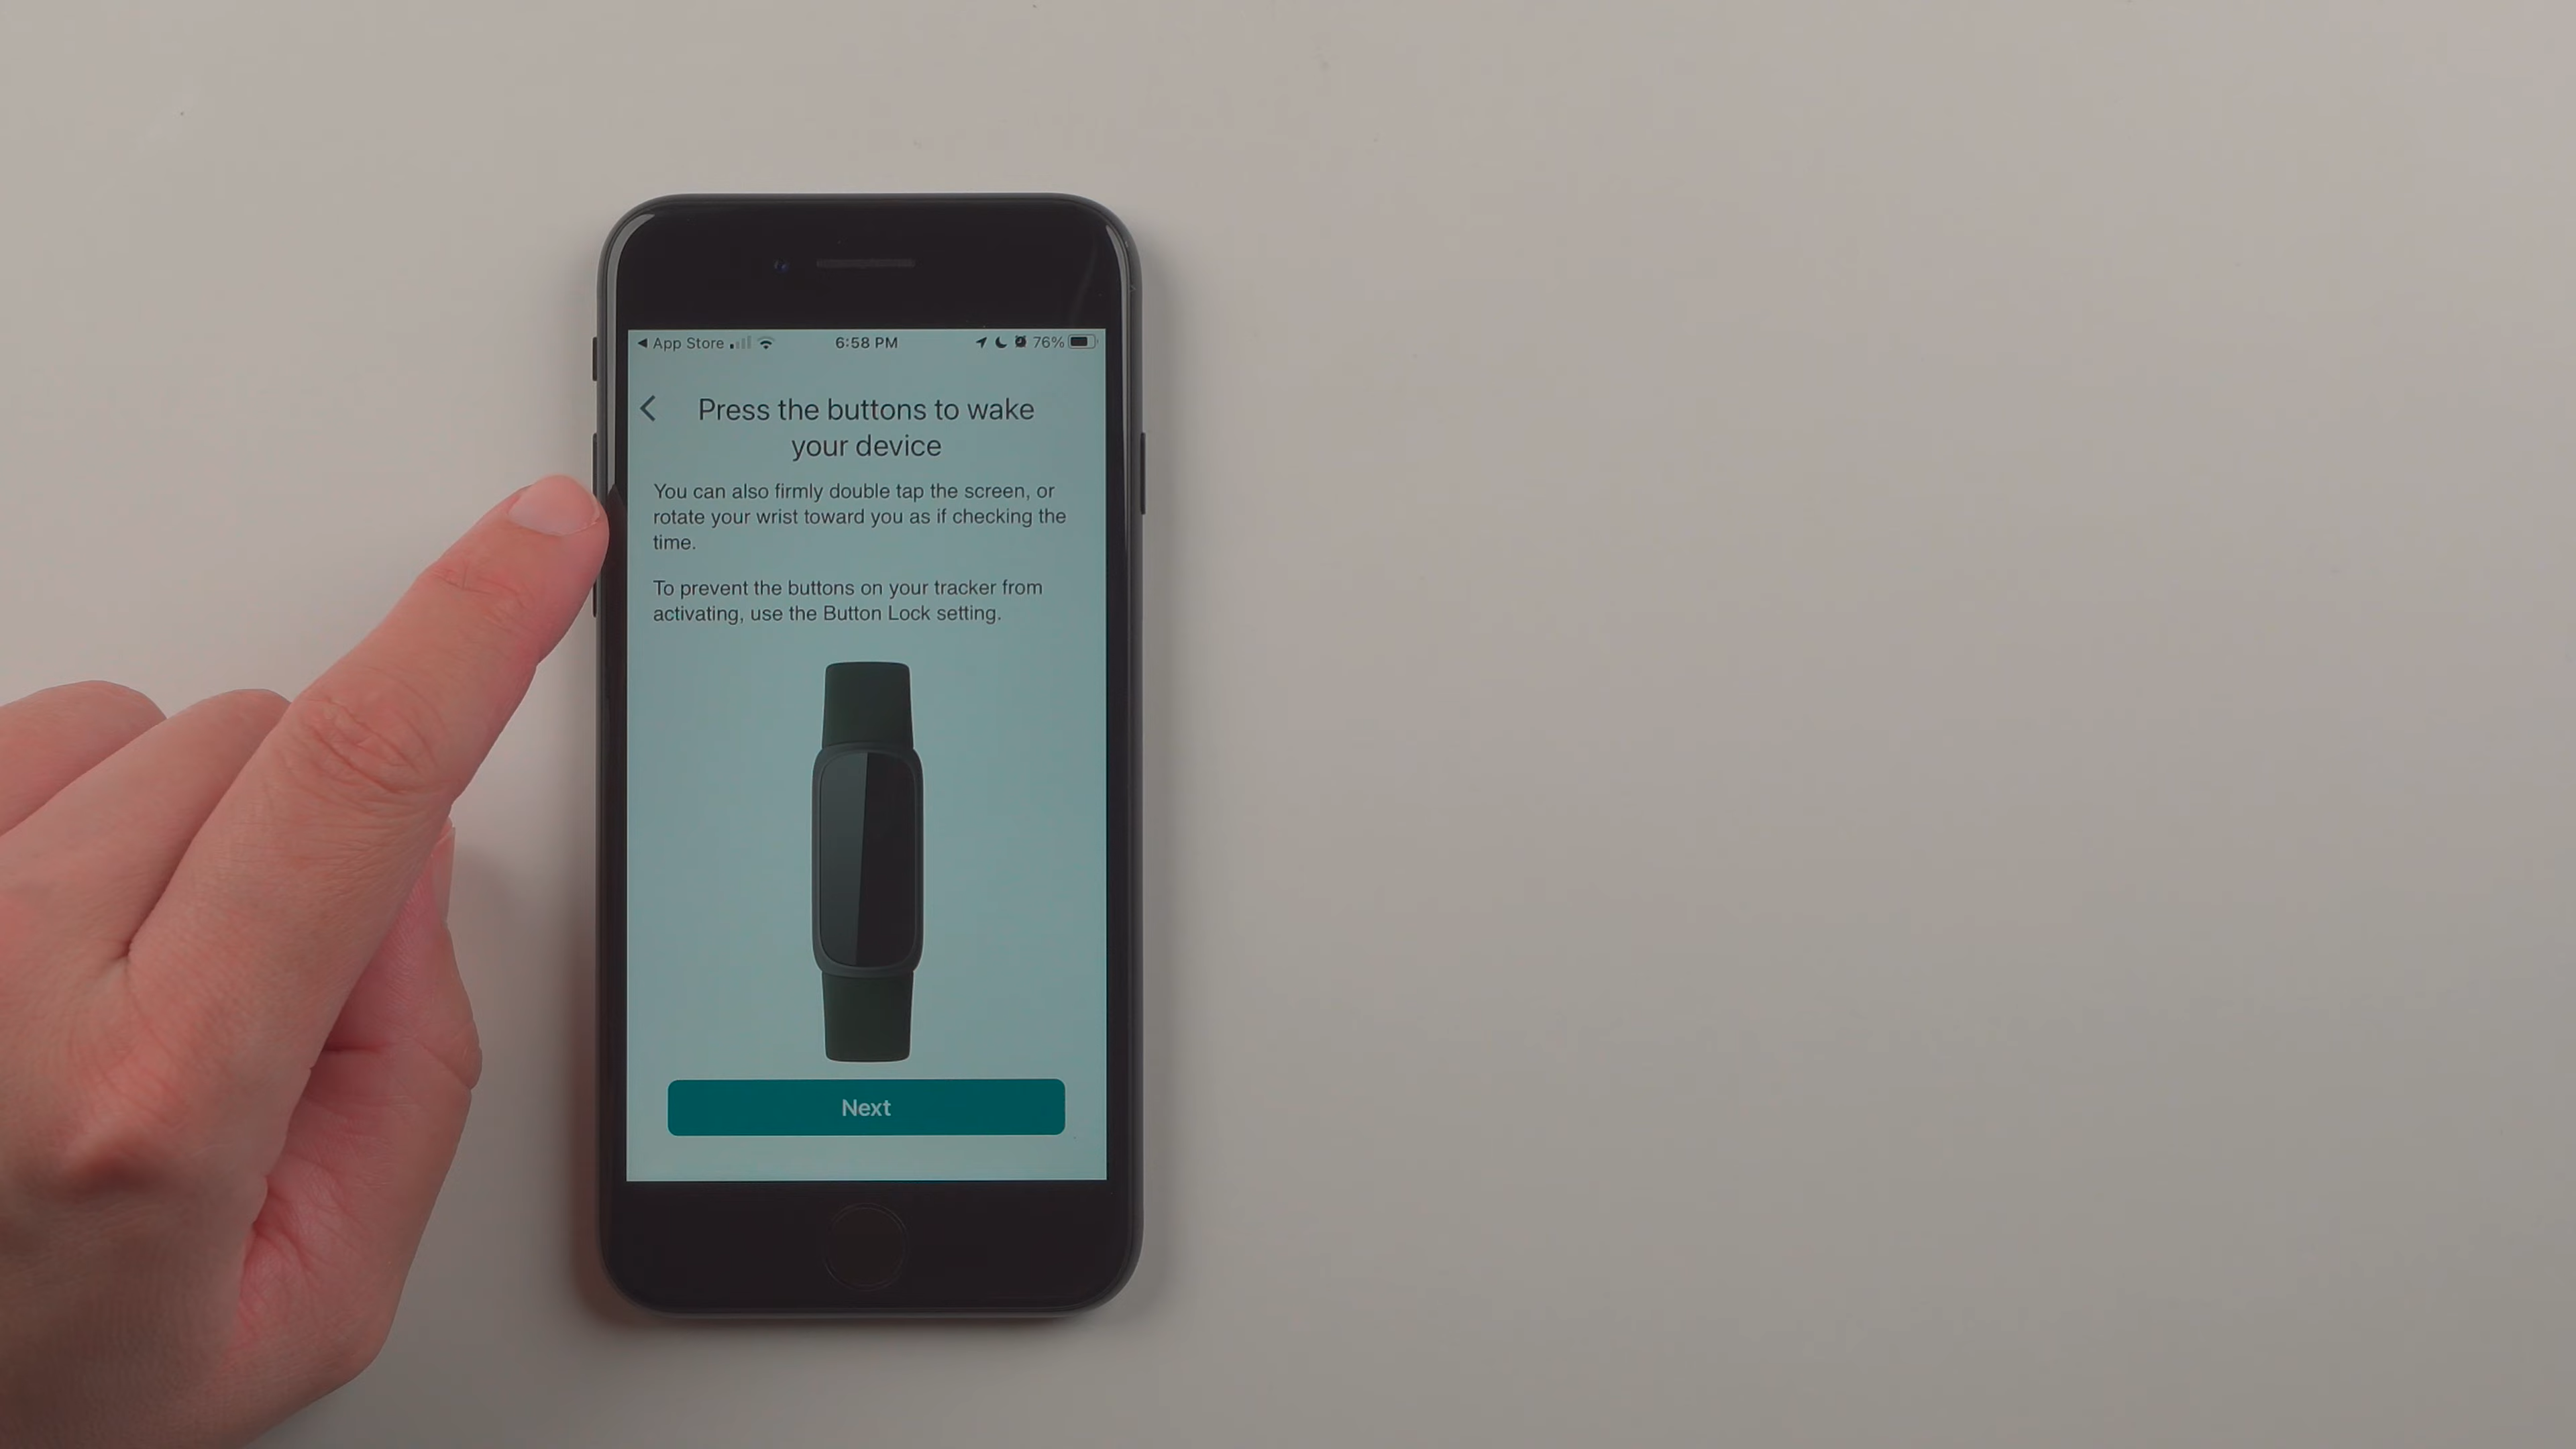 App Store 6:58 PM 76%
Press the buttons to wake
your device
You can also firmly double tap the screen, or
rotate your wrist toward you as if checking the
time.
To prevent the buttons on your tracker from
activating, use the Button Lock setting.
Next